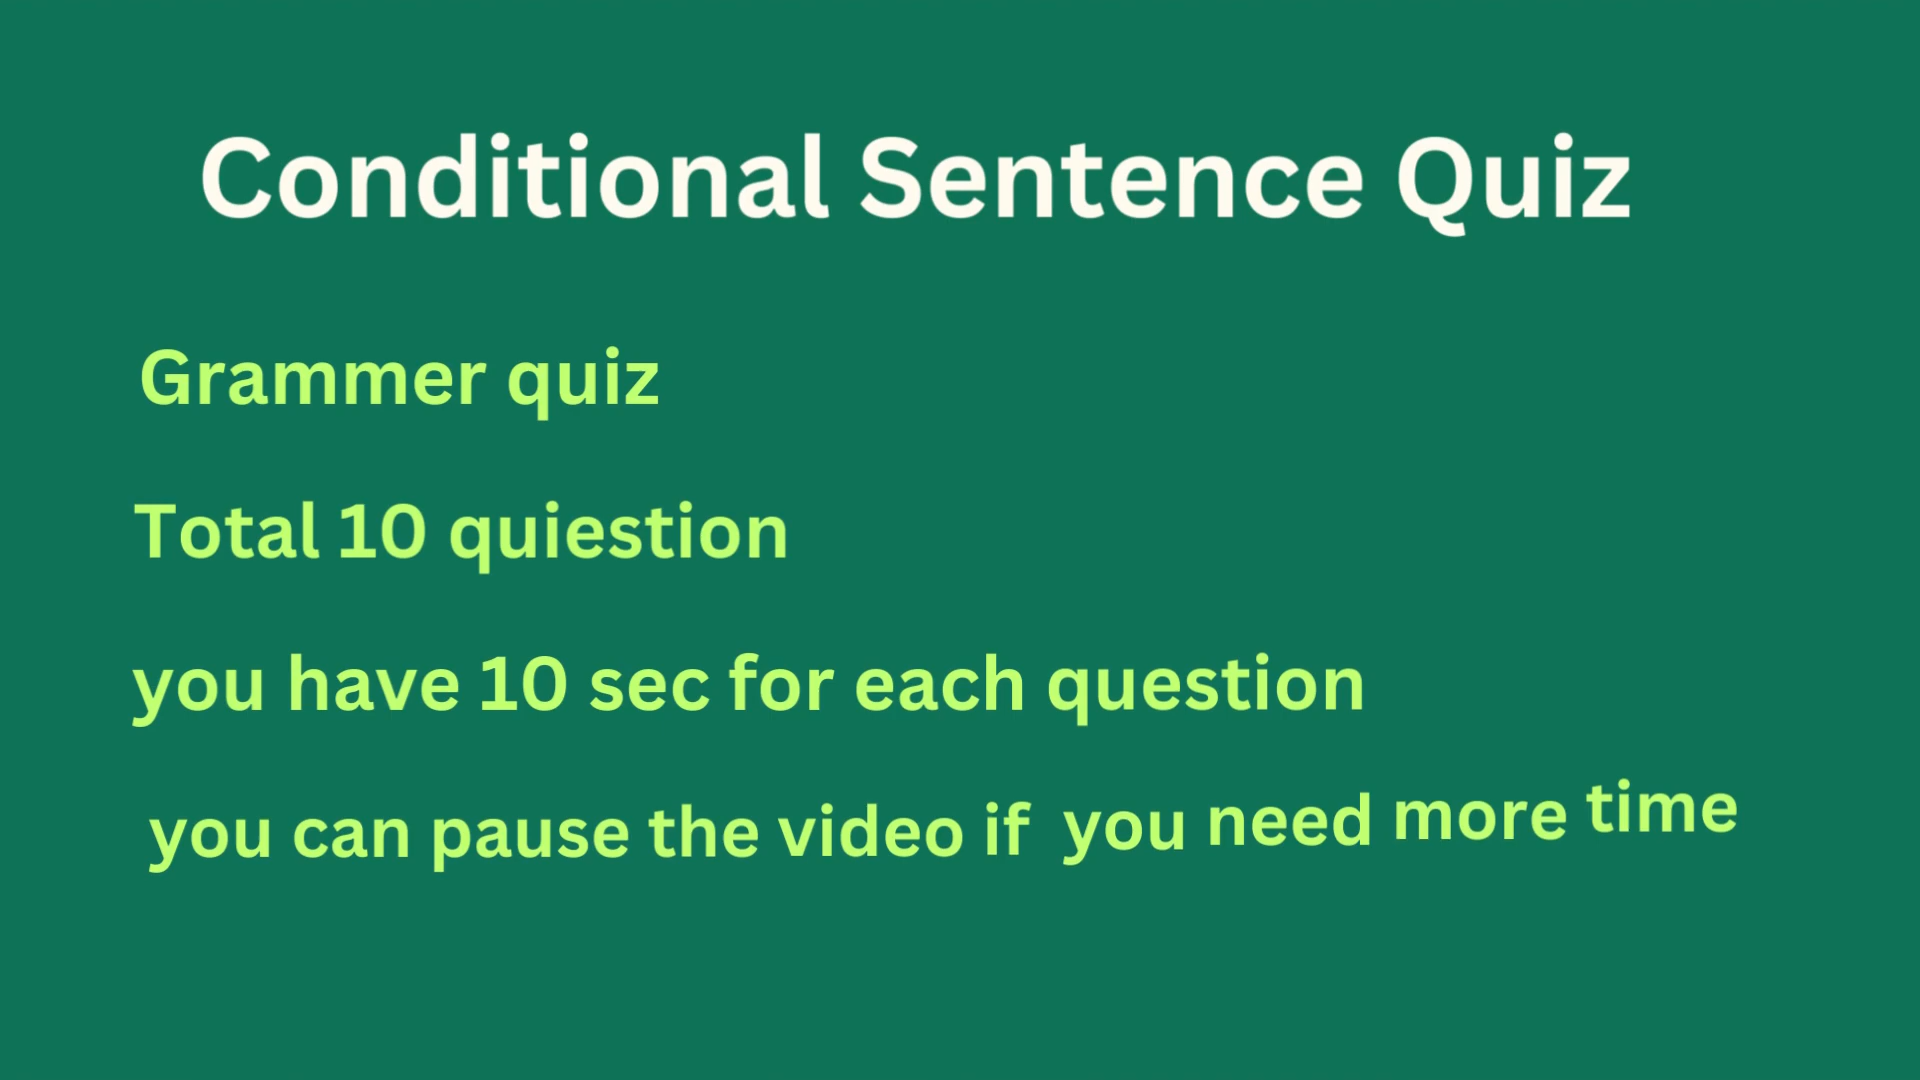 Conditional Sentence Quiz
Grammer quiz
Total 10 quiestion
you have 10 sec for each question
you can pause the video if you need more time